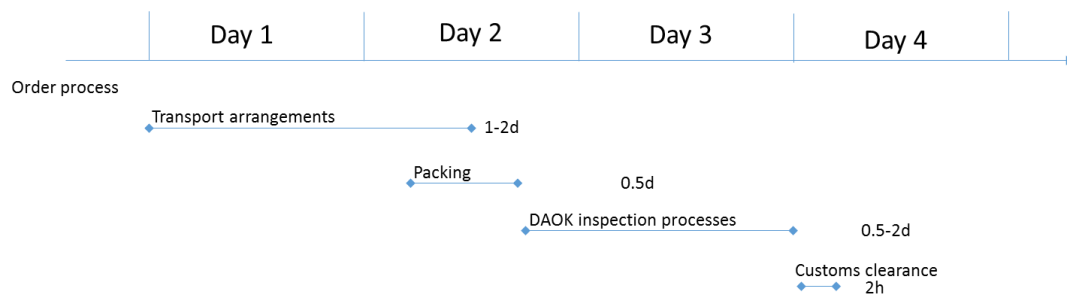 Day 1
Day 2
Day 3
Day 4
Order process
Transport arrangements
1-2d
Packing
0.5d
DAOK inspection processes
0.5-2d
Customs clearance
2h